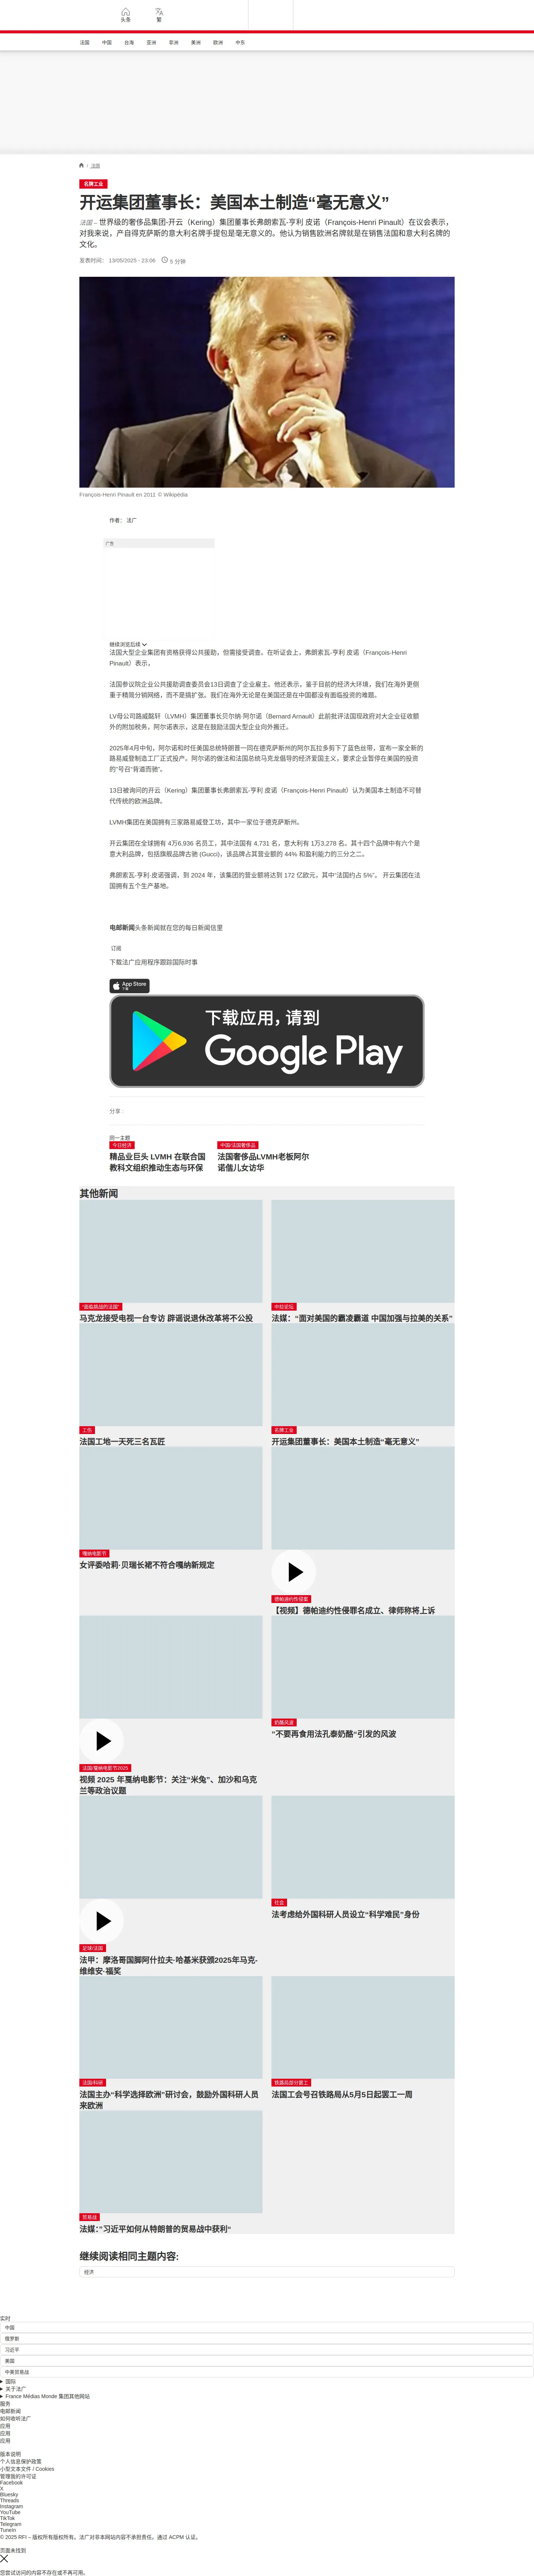 头条
繁
法国
中国
台海
亚洲
非洲
美洲
欧洲
中东
/ 法国
名牌工业
开运集团董事长：美国本土制造“毫无意义”
法国 – 世界级的奢侈品集团-开云（Kering）集团董事长弗朗索瓦-亨利 皮诺（François-Henri Pinault）在议会表示，
对我来说，产自得克萨斯的意大利名牌手提包是毫无意义的。他认为销售欧洲名牌就是在销售法国和意大利名牌的
文化。
发表时间： 13/05/2025 - 23:06
5 分钟
François-Henri Pinault en 2011 © Wikipédia
作者： 法广
广告
继续浏览后续
法国大型企业集团有资格获得公共援助，但需接受调查。在听证会上，弗朗索瓦-亨利 皮诺（François-Henri
Pinault）表示，
法国参议院企业公共援助调查委员会13日调查了企业雇主。他还表示，鉴于目前的经济大环境，我们在海外更侧
重于精简分销网络，而不是搞扩张。我们在海外无论是在美国还是在中国都没有面临投资的难题。
LV母公司路威酩轩（LVMH）集团董事长贝尔纳·阿尔诺（Bernard Arnault）此前批评法国现政府对大企业征收额
外的附加税务，阿尔诺表示，这是在鼓励法国大型企业向外搬迁。
2025年4月中旬，阿尔诺和时任美国总统特朗普一同在德克萨斯州的阿尔瓦拉多剪下了蓝色丝带，宣布一家全新的
路易威登制造工厂正式投产。阿尔诺的做法和法国总统马克龙倡导的经济爱国主义，要求企业暂停在美国的投资
的“号召”背道而驰”。
13日被询问的开云（Kering）集团董事长弗朗索瓦-亨利 皮诺（François-Henri Pinault）认为美国本土制造不可替
代传统的欧洲品牌。
LVMH集团在美国拥有三家路易威登工坊，其中一家位于德克萨斯州。
开云集团在全球拥有 4万6,936 名员工，其中法国有 4,731 名，意大利有 1万3,278 名。其十四个品牌中有六个是
意大利品牌，包括旗舰品牌古驰 (Gucci)，该品牌占其营业额的 44% 和盈利能力的三分之二。
弗朗索瓦-亨利·皮诺强调，到 2024 年，该集团的营业额将达到 172 亿欧元，其中“法国约占 5%”。 开云集团在法
国拥有五个生产基地。
电邮新闻头条新闻就在您的每日新闻信里
订阅
下载法广应用程序跟踪国际时事
App Store
下载
下载应用，请到
Google Play
分享 :
同一主题
今日经济
精品业巨头 LVMH 在联合国
教科文组织推动生态与环保
中国/法国奢侈品
法国奢侈品LVMH老板阿尔
诺偕儿女访华
其他新闻
“面临挑战的法国”
马克龙接受电视一台专访 辟谣说退休改革将不公投
中拉论坛
法媒：“面对美国的霸凌霸道 中国加强与拉美的关系”
工伤
法国工地一天死三名瓦匠
名牌工业
开运集团董事长：美国本土制造“毫无意义”
嘎纳电影节
女评委哈莉·贝瑞长裙不符合嘎纳新规定
德帕迪约性侵案
【视频】德帕迪约性侵罪名成立、律师称将上诉
法国/戛纳电影节2025
视频 2025 年戛纳电影节：关注“米兔”、加沙和乌克
兰等政治议题
奶酪风波
“不要再食用法孔泰奶酪”引发的风波
足球/法国
法甲：摩洛哥国脚阿什拉夫·哈基米获颁2025年马克-
维维安·福奖
社会
法考虑给外国科研人员设立“科学难民”身份
法国/科研
法国主办“科学选择欧洲”研讨会，鼓励外国科研人员
来欧洲
铁路局部分罢工
法国工会号召铁路局从5月5日起罢工一周
贸易战
法媒：”习近平如何从特朗普的贸易战中获利“
继续阅读相同主题内容:
经济
实时
中国
俄罗斯
习近平
美国
中美贸易战
国际
关于法广
France Médias Monde 集团其他网站
服务
电邮新闻
如何收听法广
应用
应用
应用
版本说明
个人信息保护政策
小型文本文件 / Cookies
管理我的许可证
Facebook
X
Bluesky
Threads
Instagram
YouTube
TikTok
Telegram
TuneIn
© 2025 RFI – 版权所有版权所有。法广对非本网站内容不承担责任。通过 ACPM 认证。
页面未找到
您尝试访问的内容不存在或不再可用。